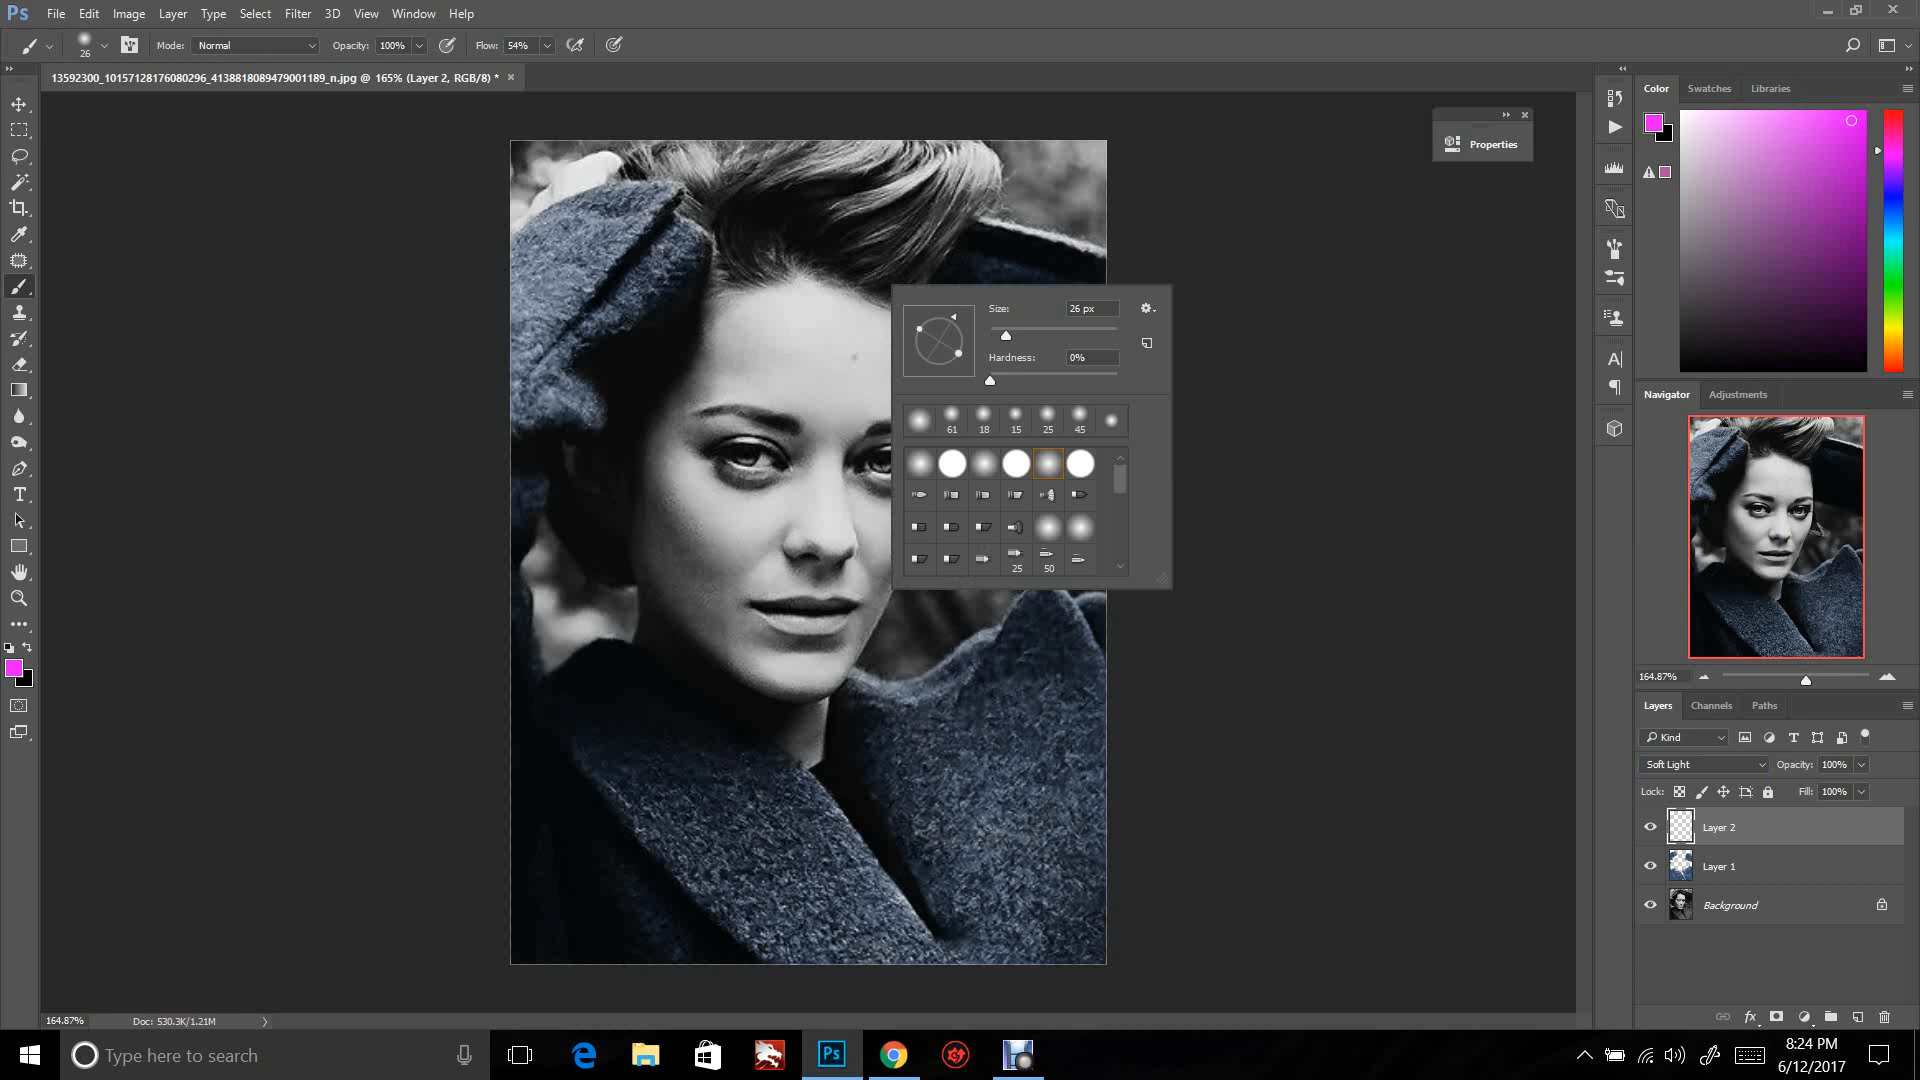 Ps File Edit Image Layer Type Select Filter 3D View Window Help
26 Mode: Normal Opacity: 100% Flow: 54%
13592300_10157128176080296_4138818089479001189_n.jpg @ 165% (Layer 2, RGB/8) *
Color Swatches Libraries
Properties
Size: 26 px
Hardness: 0%
61 18 15 25 45
25 50
Navigator Adjustments
164.87%
Layers Channels Paths
Kind
Soft Light Opacity: 100%
Lock: Fill: 100%
Layer 2
Layer 1
Background
164.87% Doc: 530.3K/1.21M
Type here to search
Ps
8:24 PM
6/12/2017